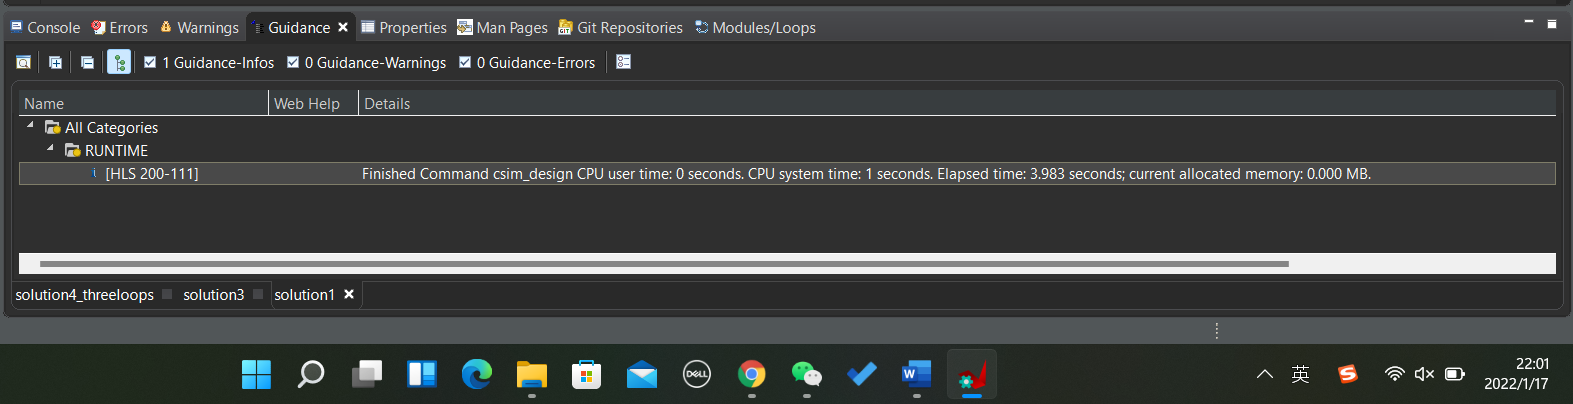 Console Errors Warnings Guidance Properties Man Pages Git Repositories Modules/Loops
1 Guidance-Infos 0 Guidance-Warnings 0 Guidance-Errors
Name Web Help Details
All Categories
RUNTIME
[HLS 200-111] Finished Command csim_design CPU user time: 0 seconds. CPU system time: 1 seconds. Elapsed time: 3.983 seconds; current allocated memory: 0.000 MB.
solution4_threeloops solution3 solution1
DELL W 英 S 22:01
2022/1/17